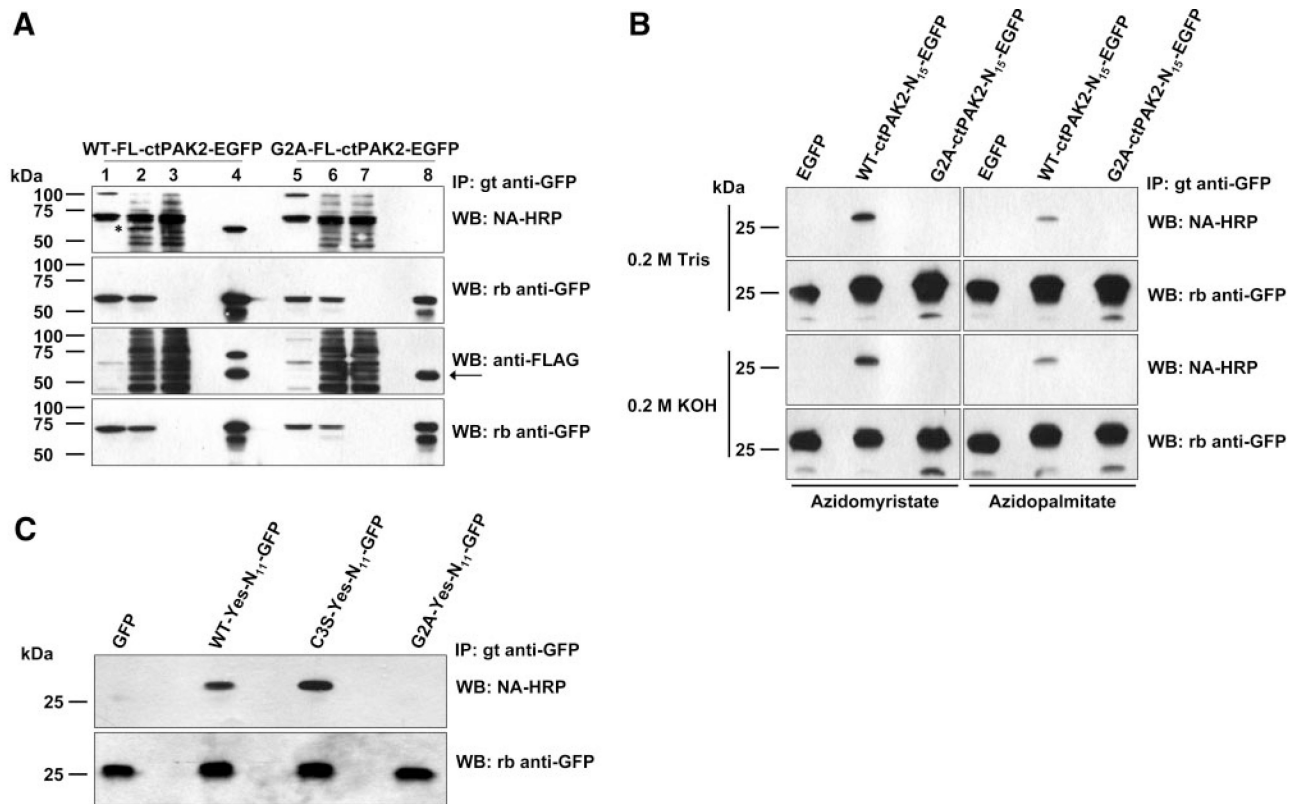 A
WT-FL-ctPAK2-EGFP G2A-FL-ctPAK2-EGFP
kDa 1 2 3 4 5 6 7 8 IP: gt anti-GFP
100
75
50
*
WB: NA-HRP
100
75
50
WB: rb anti-GFP
100
75
50
WB: anti-FLAG
100
75
50
WB: rb anti-GFP
B
EGFP
WT-ctPAK2-N15-EGFP
G2A-ctPAK2-N15-EGFP
EGFP
WT-ctPAK2-N15-EGFP
G2A-ctPAK2-N15-EGFP
kDa
IP: gt anti-GFP
0.2 M Tris
25
WB: NA-HRP
25
WB: rb anti-GFP
0.2 M KOH
25
WB: NA-HRP
25
WB: rb anti-GFP
Azidomyristate Azidopalmitate
C
GFP
WT-Yes-N11-GFP
C3S-Yes-N11-GFP
G2A-Yes-N11-GFP
kDa
IP: gt anti-GFP
25
WB: NA-HRP
25
WB: rb anti-GFP